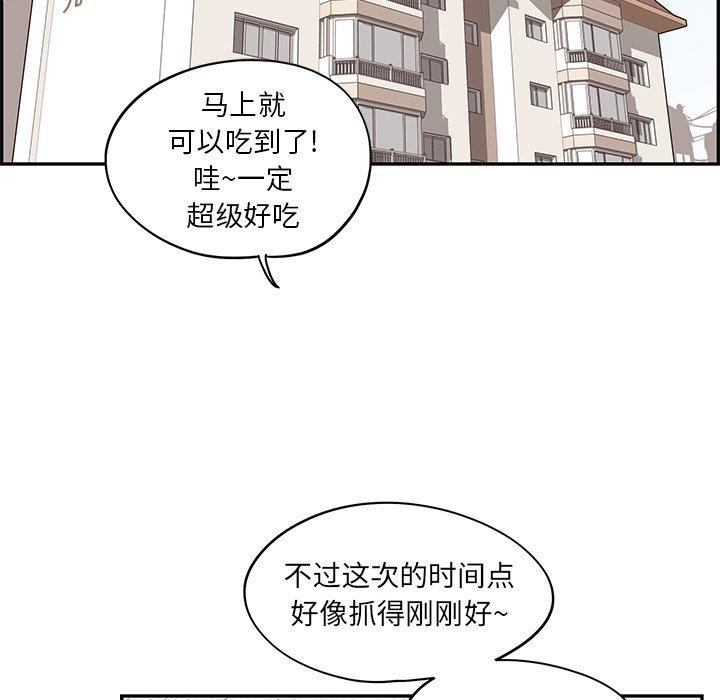 马上就
可以吃到了!
哇~一定
超级好吃
不过这次的时间点
好像抓得刚刚好~